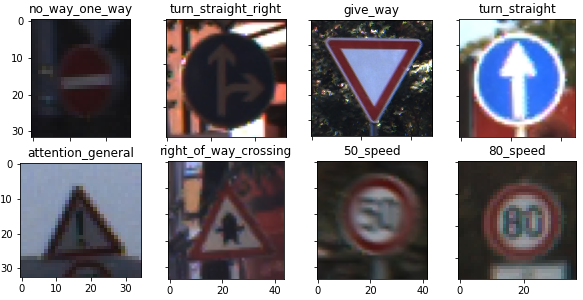 no_way_one_way
turn_straight_right
give_way
turn_straight
0
10
20
30
attention_general
right_of_way_crossing
50_speed
80_speed
0
10
20
30
50
80
0
20
0
20
40
0
20
40
0
20